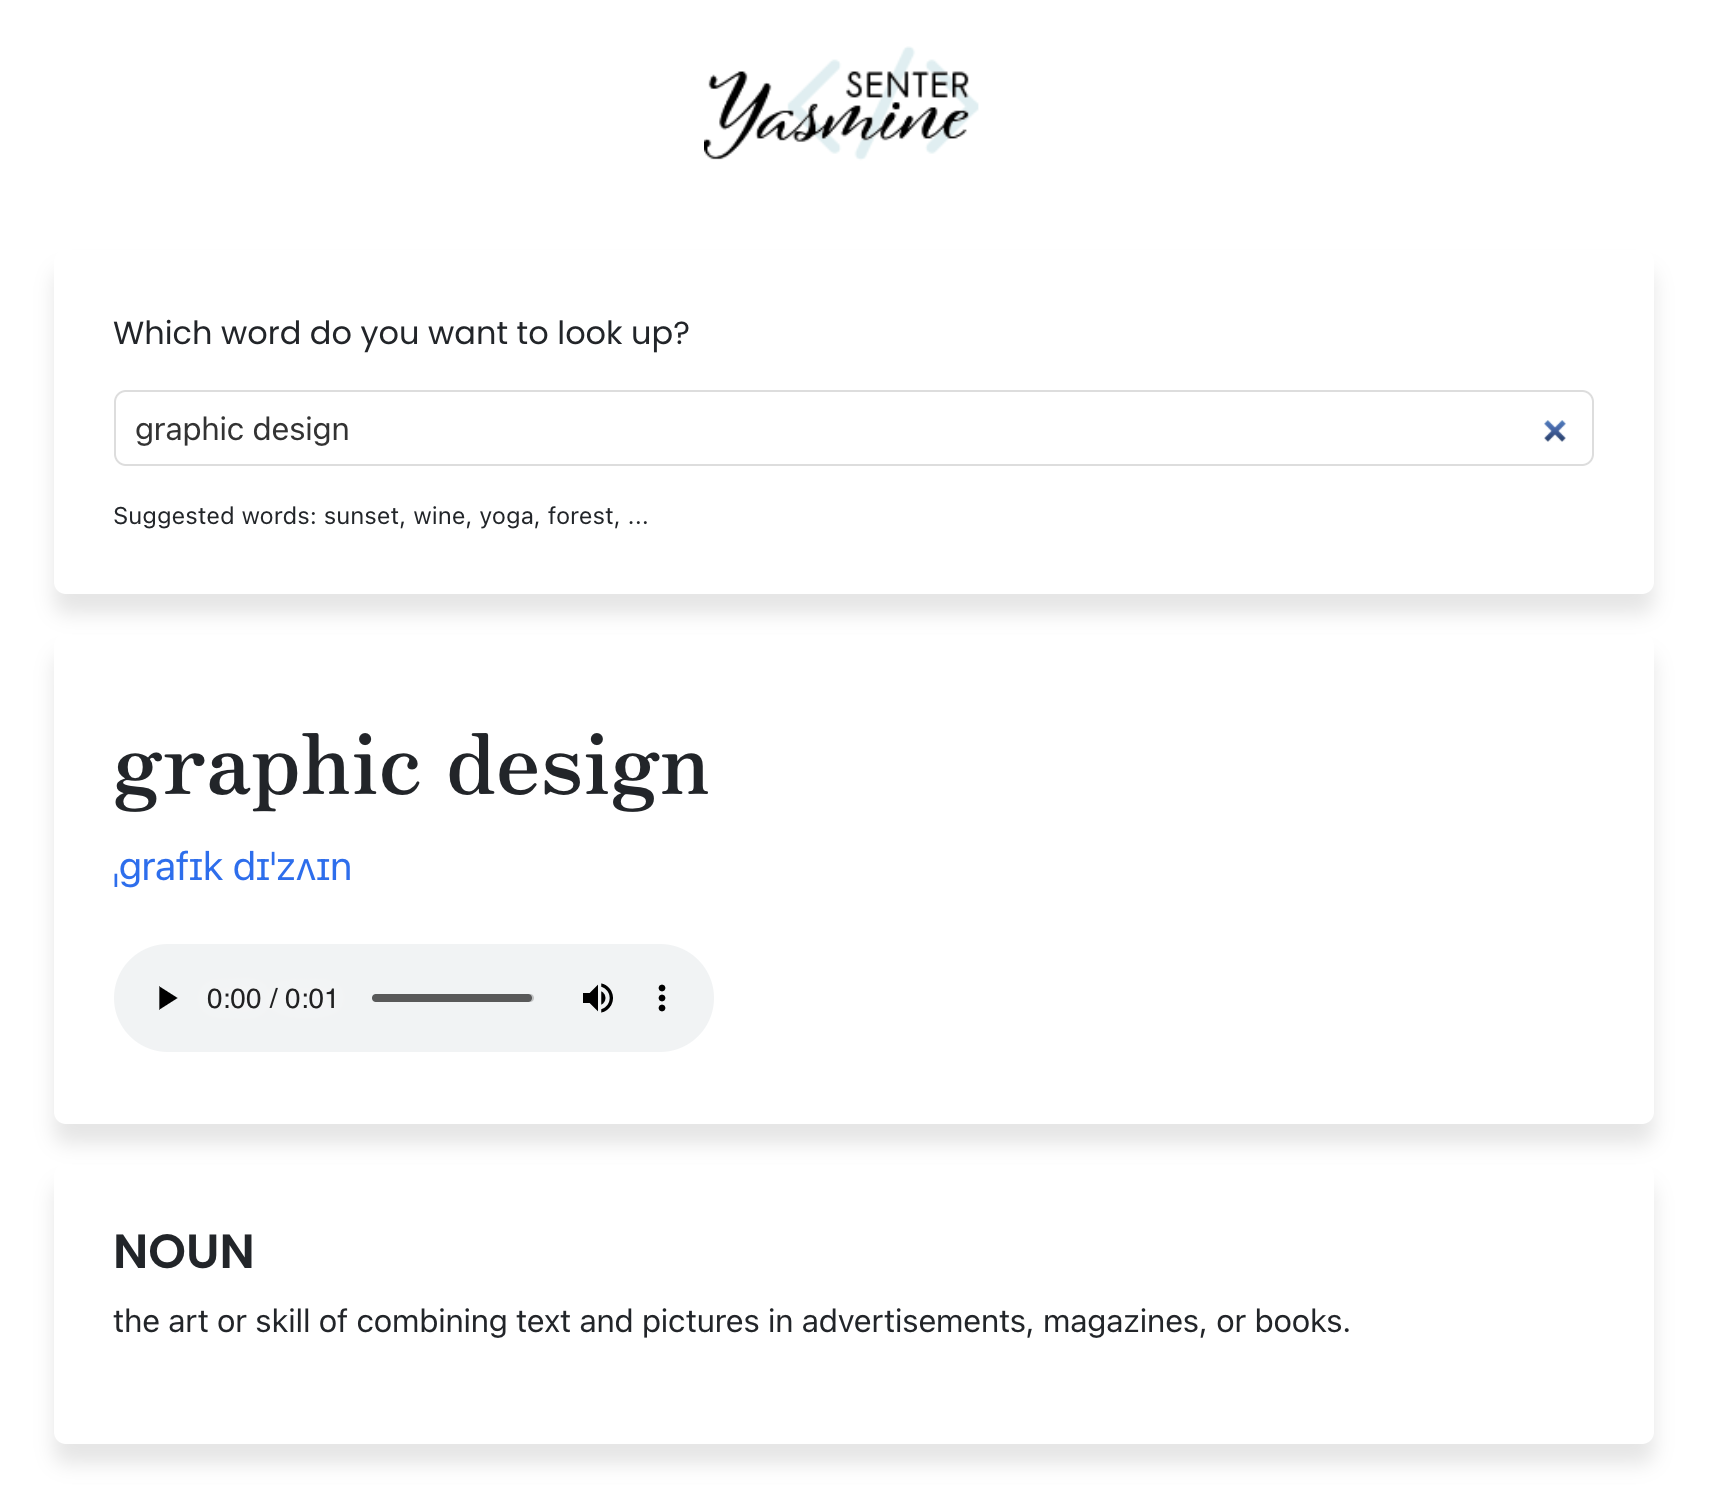 SENTER
Yasmine
Which word do you want to look up?
graphic design
Suggested words: sunset, wine, yoga, forest, ...
graphic design
ˌgrafɪk dɪˈzʌɪn
0:00 / 0:01
NOUN
the art or skill of combining text and pictures in advertisements, magazines, or books.